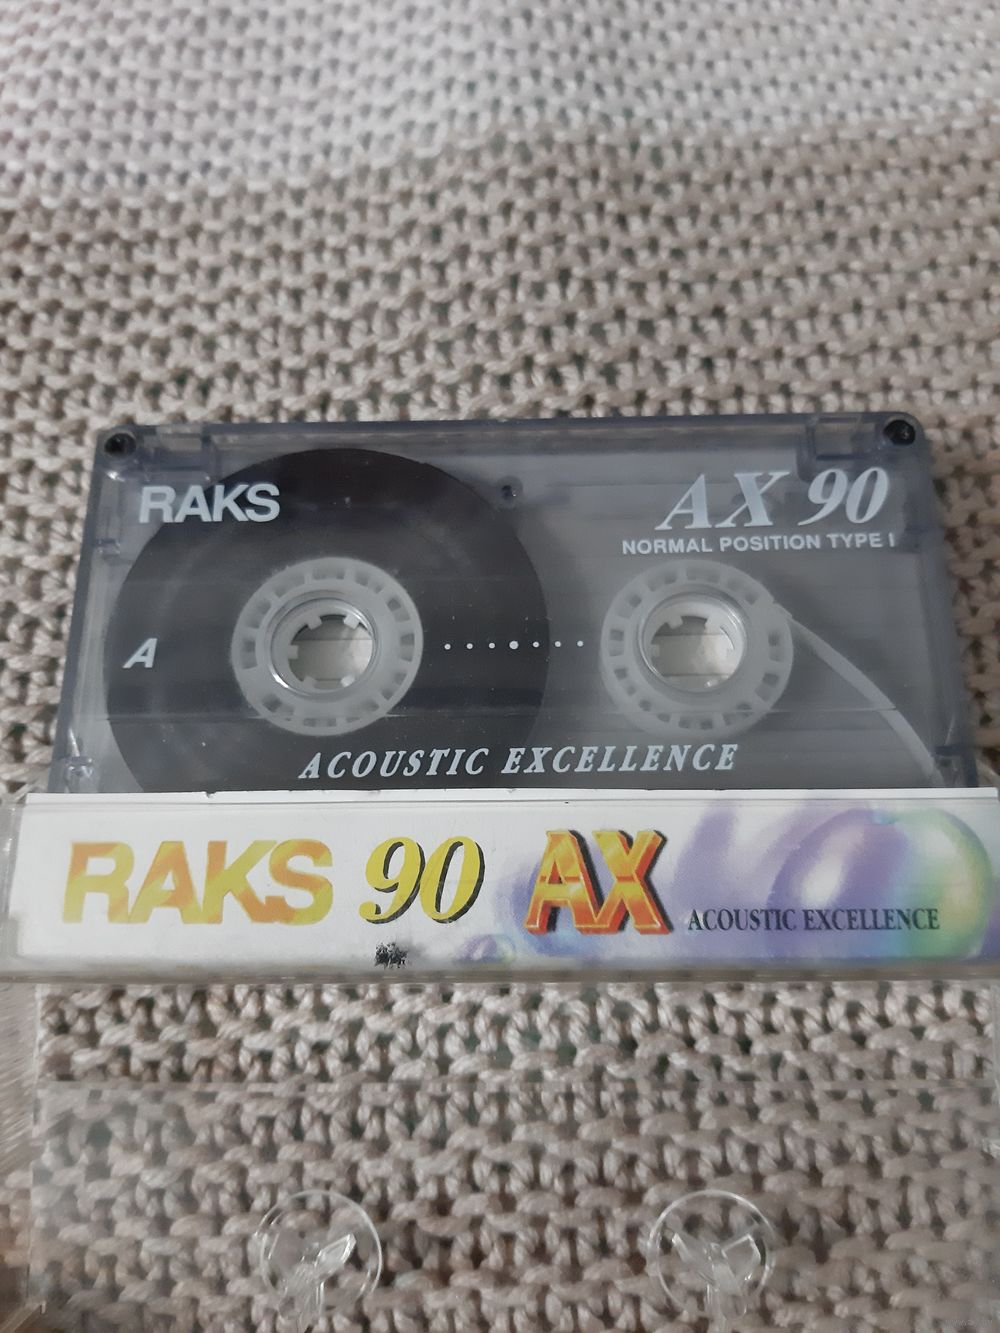 RAKS
AX 90
NORMAL POSITION TYPE I
A
ACOUSTIC EXCELLENCE
RAKS 90 AX ACOUSTIC EXCELLENCE